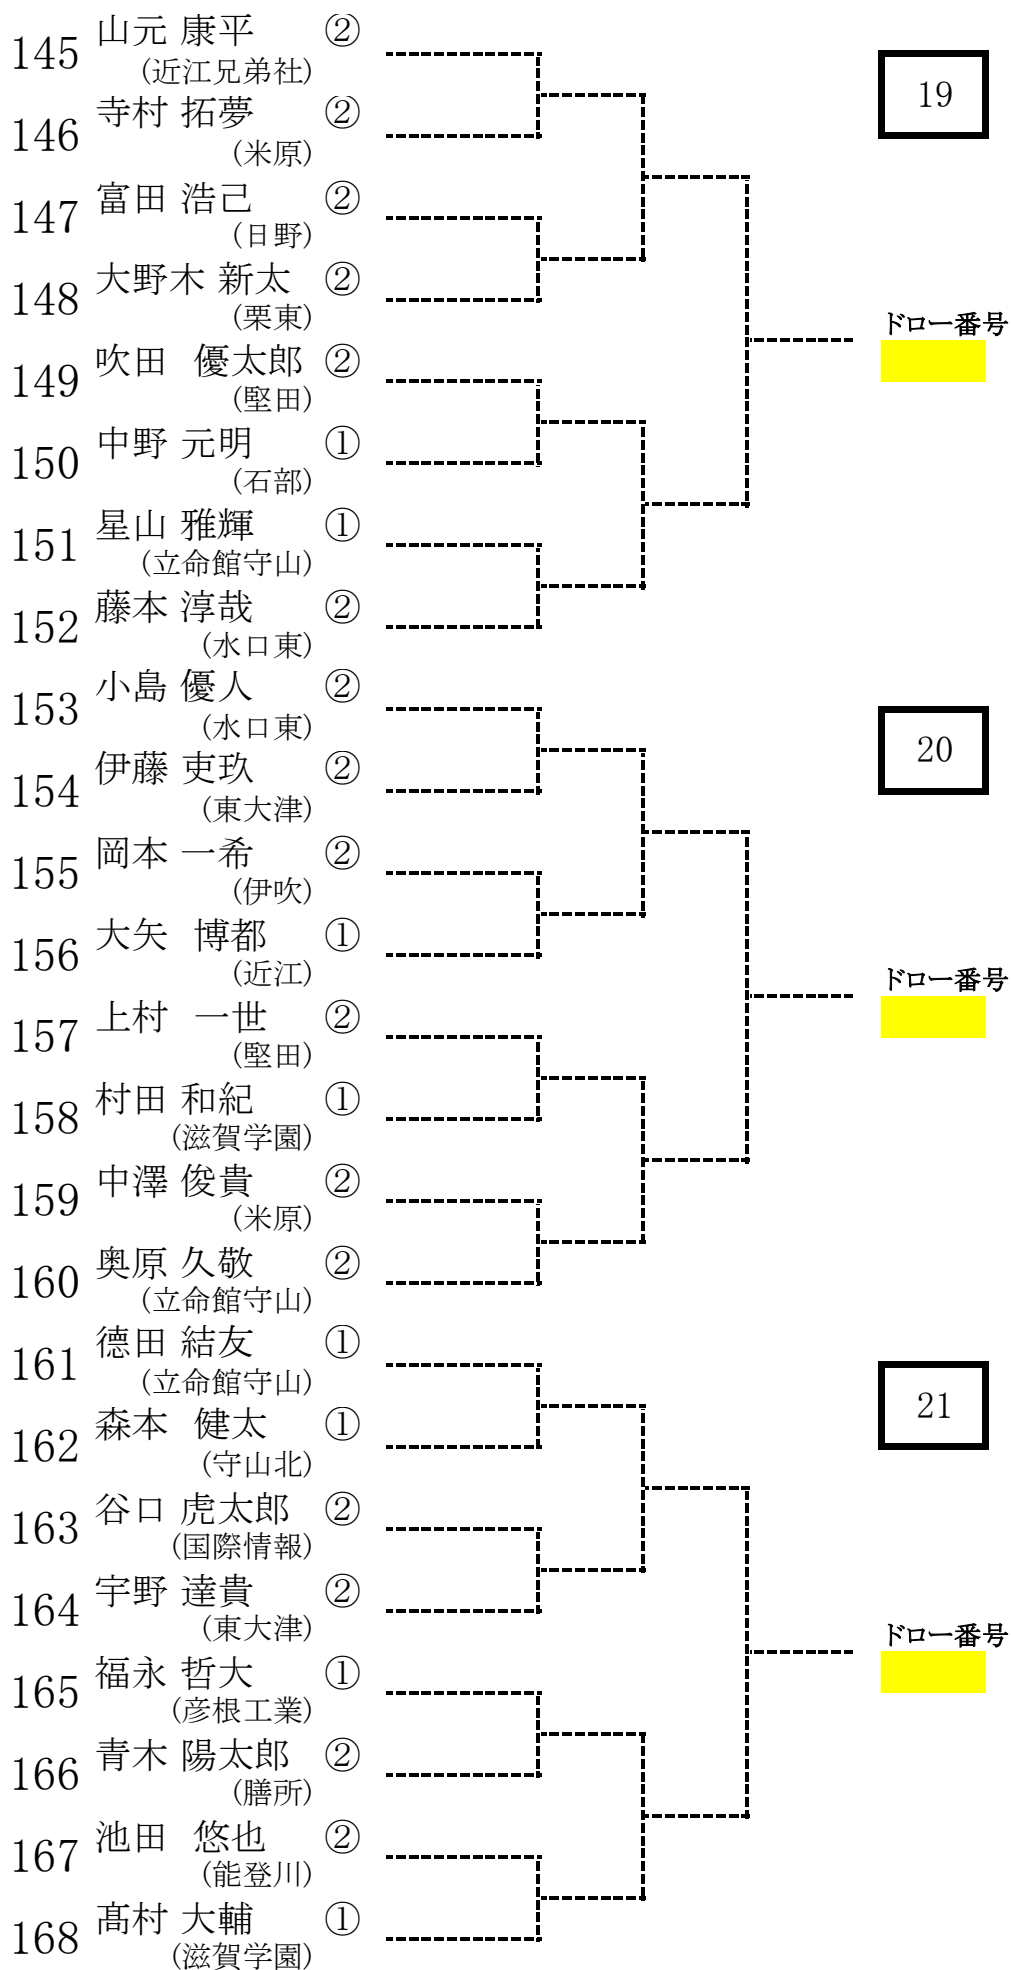 145 山元 康平 ②
(近江兄弟社)
19
146 寺村 拓夢 ②
(米原)
147 富田 浩己 ②
(日野)
148 大野木 新太 ②
(栗東)
ドロー番号
149 吹田 優太郎 ②
(堅田)
150 中野 元明 ①
(石部)
151 星山 雅輝 ①
(立命館守山)
152 藤本 淳哉 ②
(水口東)
153 小島 優人 ②
(水口東)
20
154 伊藤 吏玖 ②
(東大津)
155 岡本 一希 ②
(伊吹)
156 大矢 博都 ①
(近江)
ドロー番号
157 上村 一世 ②
(堅田)
158 村田 和紀 ①
(滋賀学園)
159 中澤 俊貴 ②
(米原)
160 奥原 久敬 ②
(立命館守山)
161 德田 結友 ①
(立命館守山)
21
162 森本 健太 ①
(守山北)
163 谷口 虎太郎 ②
(国際情報)
164 宇野 達貴 ②
(東大津)
ドロー番号
165 福永 哲大 ①
(彦根工業)
166 青木 陽太郎 ②
(膳所)
167 池田 悠也 ②
(能登川)
168 髙村 大輔 ①
(滋賀学園)